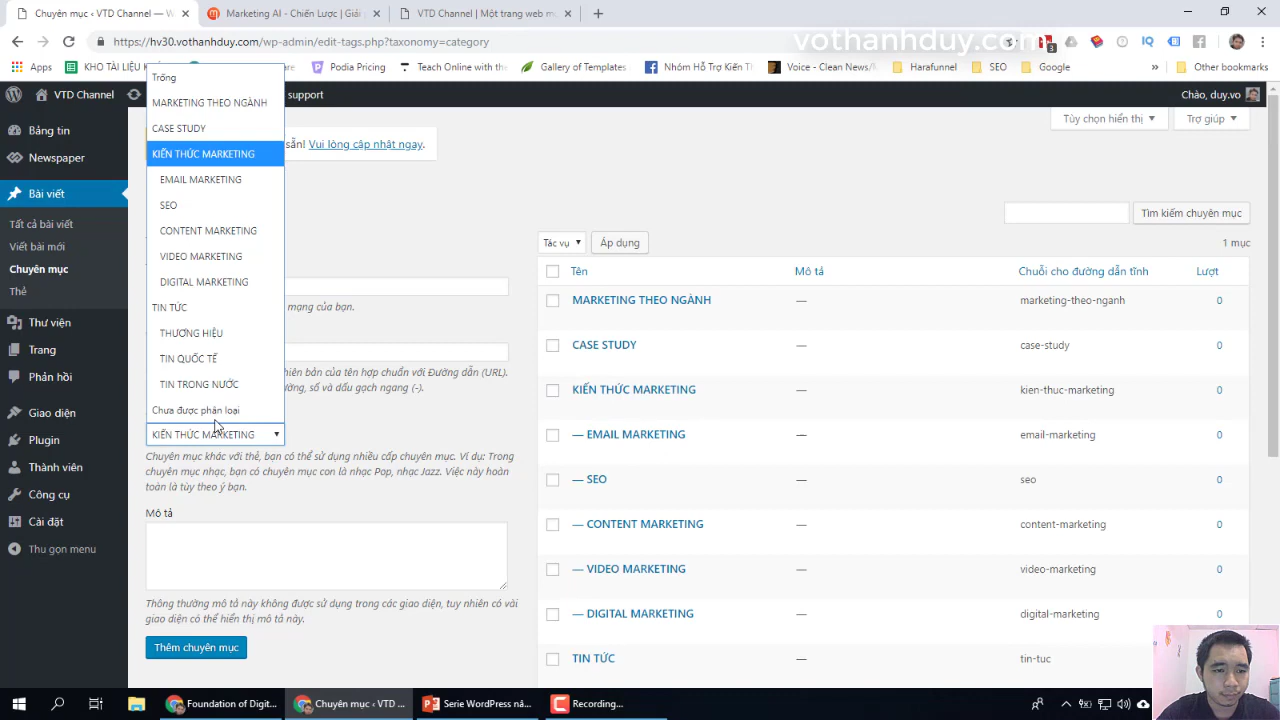 Chuyên mục ‹ VTD Channel — W
Marketing AI - Chiến Lược | Giải
VTD Channel | Một trang web m
https://hv30.vothanhduy.com/wp-admin/edit-tags.php?taxonomy=category
vothanhduy.com
Apps
KHO TÀI LIỆU
Podia Pricing
Teach Online with
Gallery of Templates
Nhóm Hỗ Trợ Kiến T
Voice - Clean News/
Harafunnel
SEO
Google
»
Other bookmarks
VTD Channel
support
Chào, duy.vo
Tùy chọn hiển thị
Trợ giúp
sẵn! Vui lòng cập nhật ngay.
Bảng tin
Newspaper
Bài viết
Tất cả bài viết
Viết bài mới
Chuyên mục
Thẻ
Thư viện
Trang
Phản hồi
Giao diện
Plugin
Thành viên
Công cụ
Cài đặt
Thu gọn menu
Trống
MARKETING THEO NGÀNH
CASE STUDY
KIẾN THỨC MARKETING
EMAIL MARKETING
SEO
CONTENT MARKETING
VIDEO MARKETING
DIGITAL MARKETING
TIN TỨC
THƯƠNG HIỆU
TIN QUỐC TẾ
TIN TRONG NƯỚC
Chưa được phân loại
KIẾN THỨC MARKETING
mạng của bạn.
hiên bản của tên hợp chuẩn với Đường dẫn (URL).
ường, số và dấu gạch ngang (-).
Chuyên mục khác với thẻ, bạn có thể sử dụng nhiều cấp chuyên mục. Ví dụ: Trong
chuyên mục nhạc, bạn có chuyên mục con là nhạc Pop, nhạc Jazz. Việc này hoàn
toàn là tùy theo ý bạn.
Mô tả
Thông thường mô tả này không được sử dụng trong các giao diện, tuy nhiên có vài
giao diện có thể hiển thị mô tả này.
Thêm chuyên mục
Tìm kiếm chuyên mục
Tác vụ
Áp dụng
1 mục
Tên
Mô tả
Chuỗi cho đường dẫn tĩnh
Lượt
MARKETING THEO NGÀNH — marketing-theo-nganh 0
CASE STUDY — case-study 0
KIẾN THỨC MARKETING — kien-thuc-marketing 0
— EMAIL MARKETING — email-marketing 0
— SEO — seo 0
— CONTENT MARKETING — content-marketing 0
— VIDEO MARKETING — video-marketing 0
— DIGITAL MARKETING — digital-marketing 0
TIN TỨC tin-tuc
Foundation of Digit...
Chuyên mục ‹ VTD ...
Serie WordPress nâ...
Recording...